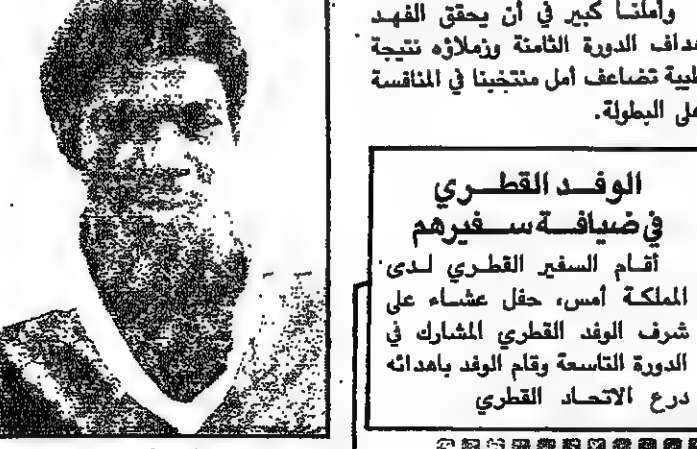 وأملنا كبير في أن يحقق الفهد
هداف الدورة الثامنة وزملاؤه نتيجة
طيبة تضاعف أمل منتخبنا في المنافسة
على البطولة.
الوفد القطري
في ضيافة سفيرهم
أقام السفير القطري لدى
المملكة أمس، حفل عشاء على
شرف الوفد القطري المشارك في
الدورة التاسعة وقام الوفد باهدائه
درع الاتحاد القطري